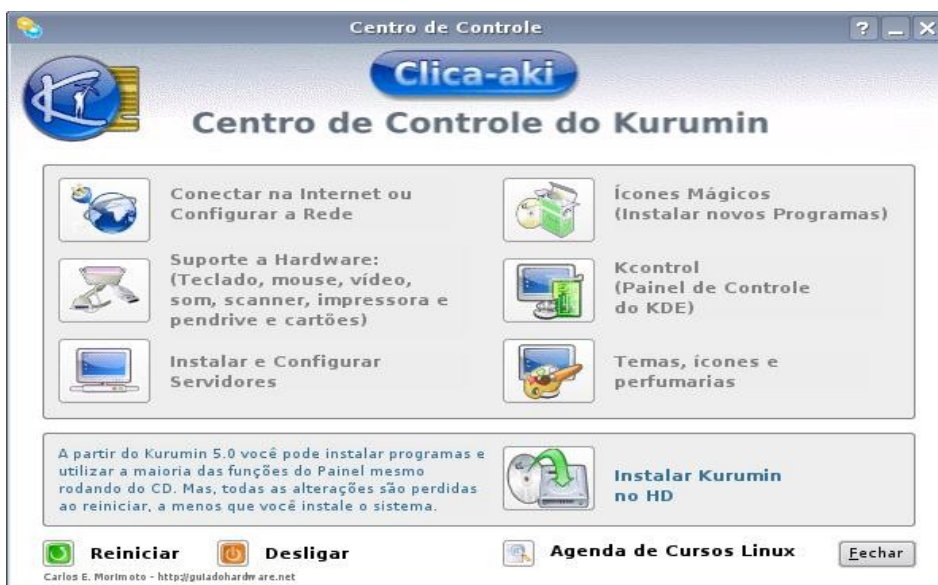 Centro de Controle
Clica-aki
Centro de Controle do Kurumin
Conectar na Internet ou
Configurar a Rede
Ícones Mágicos
(Instalar novos Programas)
Suporte a Hardware:
(Teclado, mouse, vídeo,
som, scanner, impressora e
pendrive e cartões)
Kcontrol
(Painel de Controle
do KDE)
Instalar e Configurar
Servidores
Temas, ícones e
perfumarias
A partir do Kurumin 5.0 você pode instalar programas e
utilizar a maioria das funções do Painel mesmo
rodando do CD. Mas, todas as alterações são perdidas
ao reiniciar, a menos que você instale o sistema.
Instalar Kurumin
no HD
Reiniciar
Desligar
Agenda de Cursos Linux
Fechar
Carlos E. Morimoto - http://guiadohardware.net